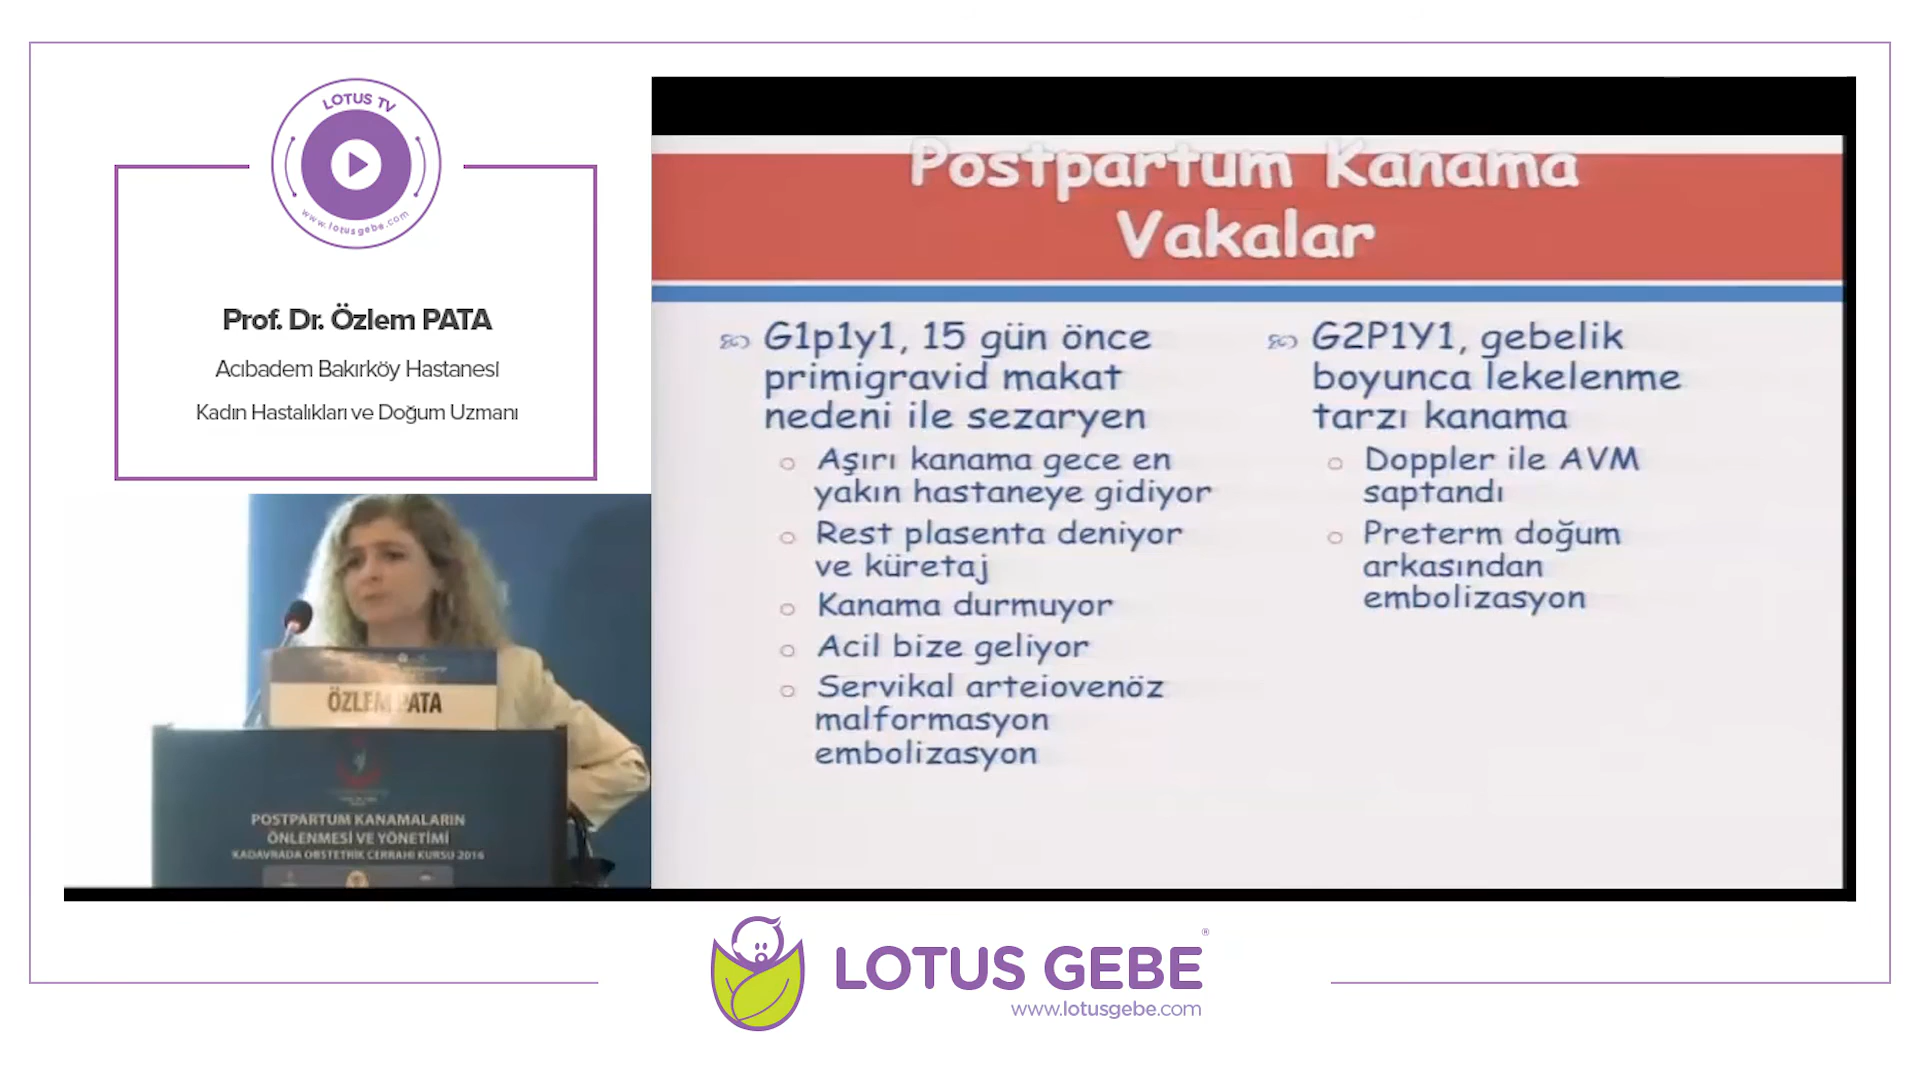 LOTUS TV
www.lotusgebe.com
Prof. Dr. Özlem PATA
Acıbadem Bakırköy Hastanesi
Kadın Hastalıkları ve Doğum Uzmanı
ÖZLEM PATA
POSTPARTUM KANAMALARIN
ÖNLENMESİ VE YÖNETİMİ
KADAVRADA OBSTETRİK CERRAHİ KURSU 2016
Postpartum Kanama
Vakalar
G1p1y1, 15 gün önce
primigravid makat
nedeni ile sezaryen
Aşırı kanama gece en
yakın hastaneye gidiyor
Rest plasenta deniyor
ve küretaj
Kanama durmuyor
Acil bize geliyor
Servikal arteiovenöz
malformasyon
embolizasyon
G2P1Y1, gebelik
boyunca lekelenme
tarzı kanama
Doppler ile AVM
saptandı
Preterm doğum
arkasından
embolizasyon
LOTUS GEBE®
www.lotusgebe.com